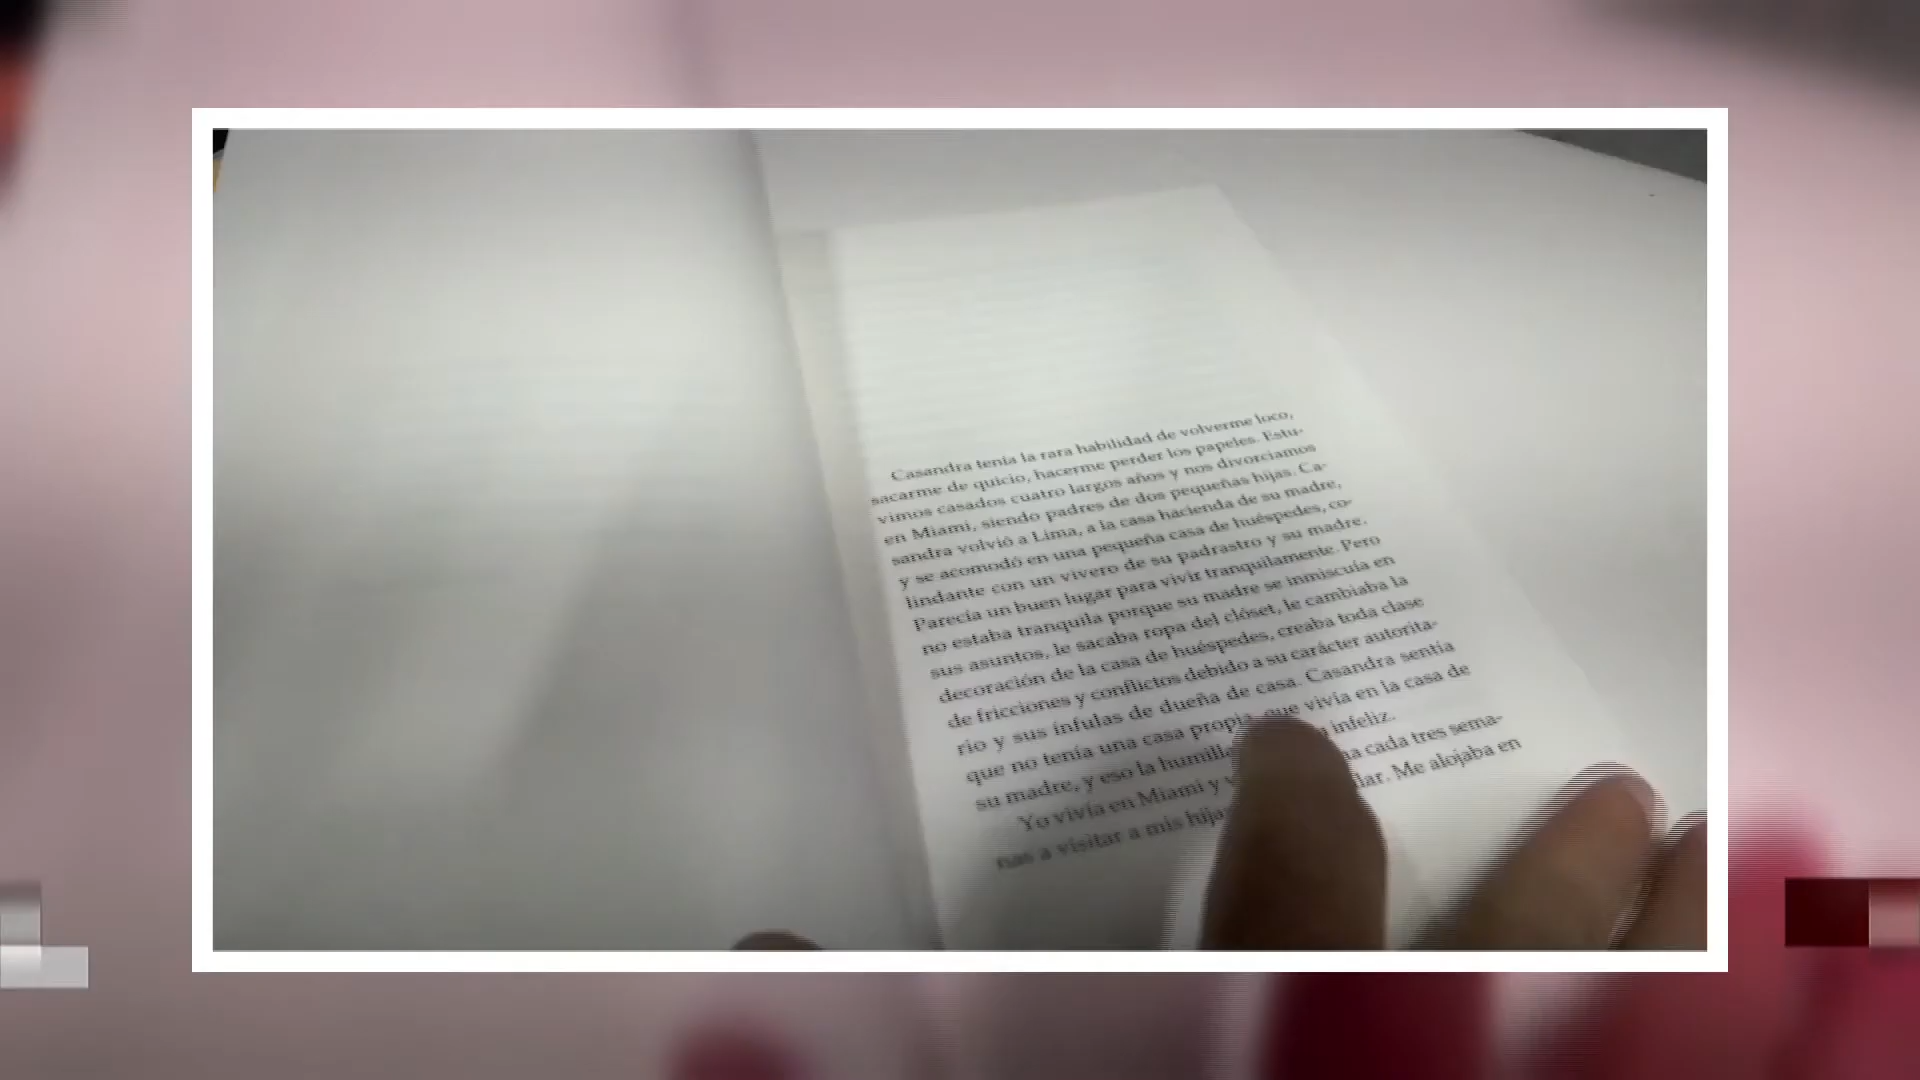 Casandra tenía la rara habilidad de volverme loco,
sacarme de quicio, hacerme perder los papeles. Estu-
vimos casados cuatro largos años y nos divorciamos
en Miami, siendo padres de dos pequeñas hijas. Ca-
sandra volvió a Lima, a la casa hacienda de su madre,
y se acomodó en una pequeña casa de huéspedes, co-
lindante con un vivero de su padrastro y su madre.
Parecía un buen lugar para vivir tranquilamente. Pero
no estaba tranquila porque su madre se inmiscuía en
sus asuntos, le sacaba ropa del clóset, le cambiaba la
decoración de la casa de huéspedes, creaba toda clase
de fricciones y conflictos debido a su carácter autorita-
rio y sus ínfulas de dueña de casa. Casandra sentía
que no tenía una casa propia, que vivía en la casa de
su madre, y eso la humilla infeliz.
Yo vivía en Miami y cada tres sema-
nas a visitar a mis hijas Me alojaba en